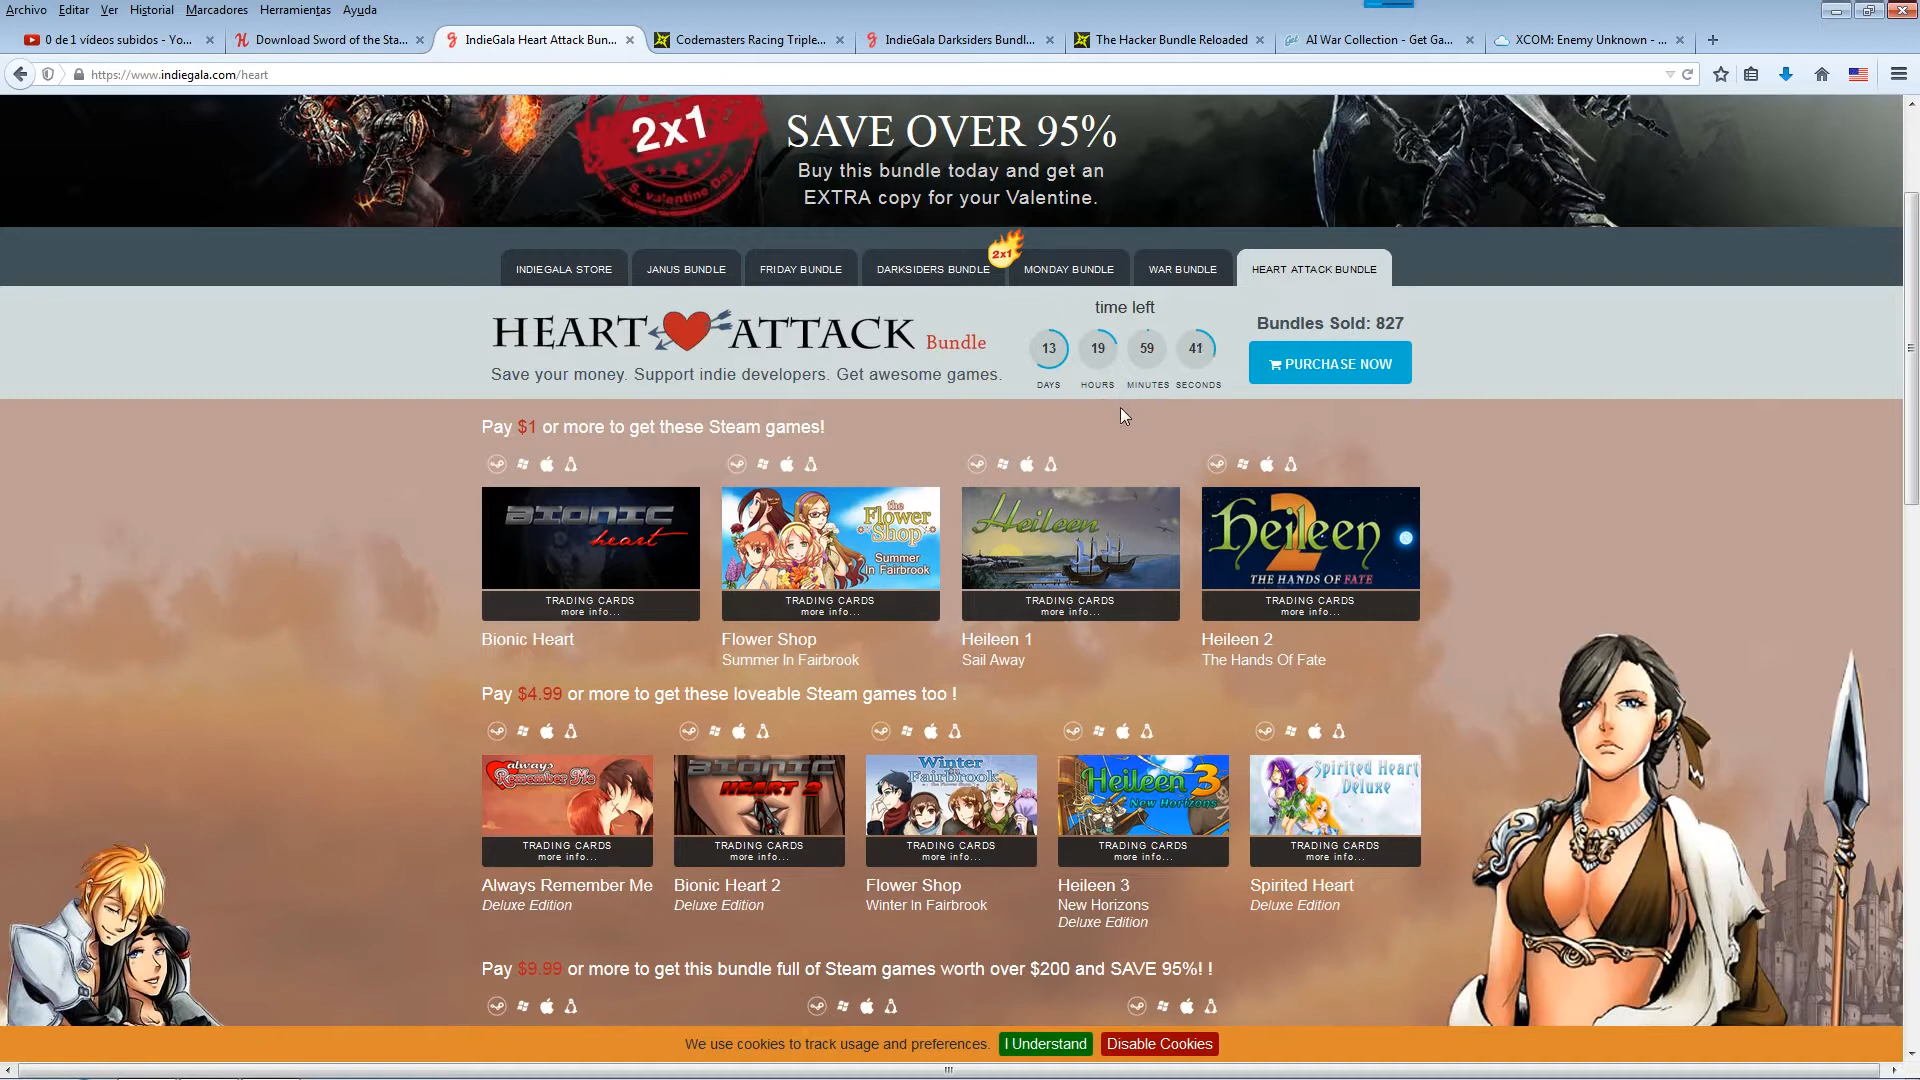 Archivo Editar Ver Historial Marcadores Herramientas Ayuda
0 de 1 vídeos subidos - Yo...
Download Sword of the Sta...
IndieGala Heart Attack Bun...
Codemasters Racing Triple...
IndieGala Darksiders Bundl...
The Hacker Bundle Reloaded
AI War Collection - Get Ga...
XCOM: Enemy Unknown - ...
https://www.indiegala.com/heart
2x1
S. valentine Day
SAVE OVER 95%
Buy this bundle today and get an
EXTRA copy for your Valentine.
2x1
INDIEGALA STORE
JANUS BUNDLE
FRIDAY BUNDLE
DARKSIDERS BUNDLE
MONDAY BUNDLE
WAR BUNDLE
HEART ATTACK BUNDLE
HEART ATTACK Bundle
Save your money. Support indie developers. Get awesome games.
time left
13 19 59 41
DAYS HOURS MINUTES SECONDS
Bundles Sold: 827
PURCHASE NOW
Pay $1 or more to get these Steam games!
BIONIC
heart
the
Flower
Shop
Summer
In Fairbrook
Heileen
Heileen
2
THE HANDS OF FATE
TRADING CARDS
more info...
TRADING CARDS
more info...
TRADING CARDS
more info...
TRADING CARDS
more info...
Bionic Heart
Flower Shop
Summer In Fairbrook
Heileen 1
Sail Away
Heileen 2
The Hands Of Fate
Pay $4.99 or more to get these loveable Steam games too !
always
Remember Me
BIONIC
HEART 2
Winter
In Fairbrook
Heileen 3
New Horizons
Spirited Heart
Deluxe
TRADING CARDS
more info...
TRADING CARDS
more info...
TRADING CARDS
more info...
TRADING CARDS
more info...
TRADING CARDS
more info...
Always Remember Me
Deluxe Edition
Bionic Heart 2
Deluxe Edition
Flower Shop
Winter In Fairbrook
Heileen 3
New Horizons
Deluxe Edition
Spirited Heart
Deluxe Edition
Pay $9.99 or more to get this bundle full of Steam games worth over $200 and SAVE 95%! !
We use cookies to track usage and preferences. I Understand Disable Cookies